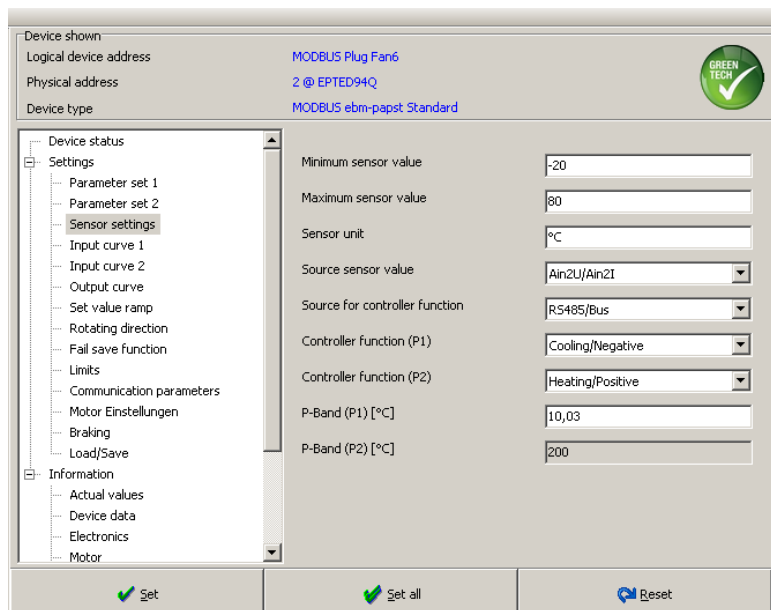 Device shown
Logical device address MODBUS Plug Fan6
Physical address 2 @ EPTED94Q
Device type MODBUS ebm-papst Standard
GREEN
TECH
Device status
Settings
Parameter set 1
Parameter set 2
Sensor settings
Input curve 1
Input curve 2
Output curve
Set value ramp
Rotating direction
Fail save function
Limits
Communication parameters
Motor Einstellungen
Braking
Load/Save
Information
Actual values
Device data
Electronics
Motor
Minimum sensor value -20
Maximum sensor value 80
Sensor unit °C
Source sensor value Ain2U/Ain2I
Source for controller function RS485/Bus
Controller function (P1) Cooling/Negative
Controller function (P2) Heating/Positive
P-Band (P1) [°C] 10,03
P-Band (P2) [°C] 200
Set
Set all
Reset